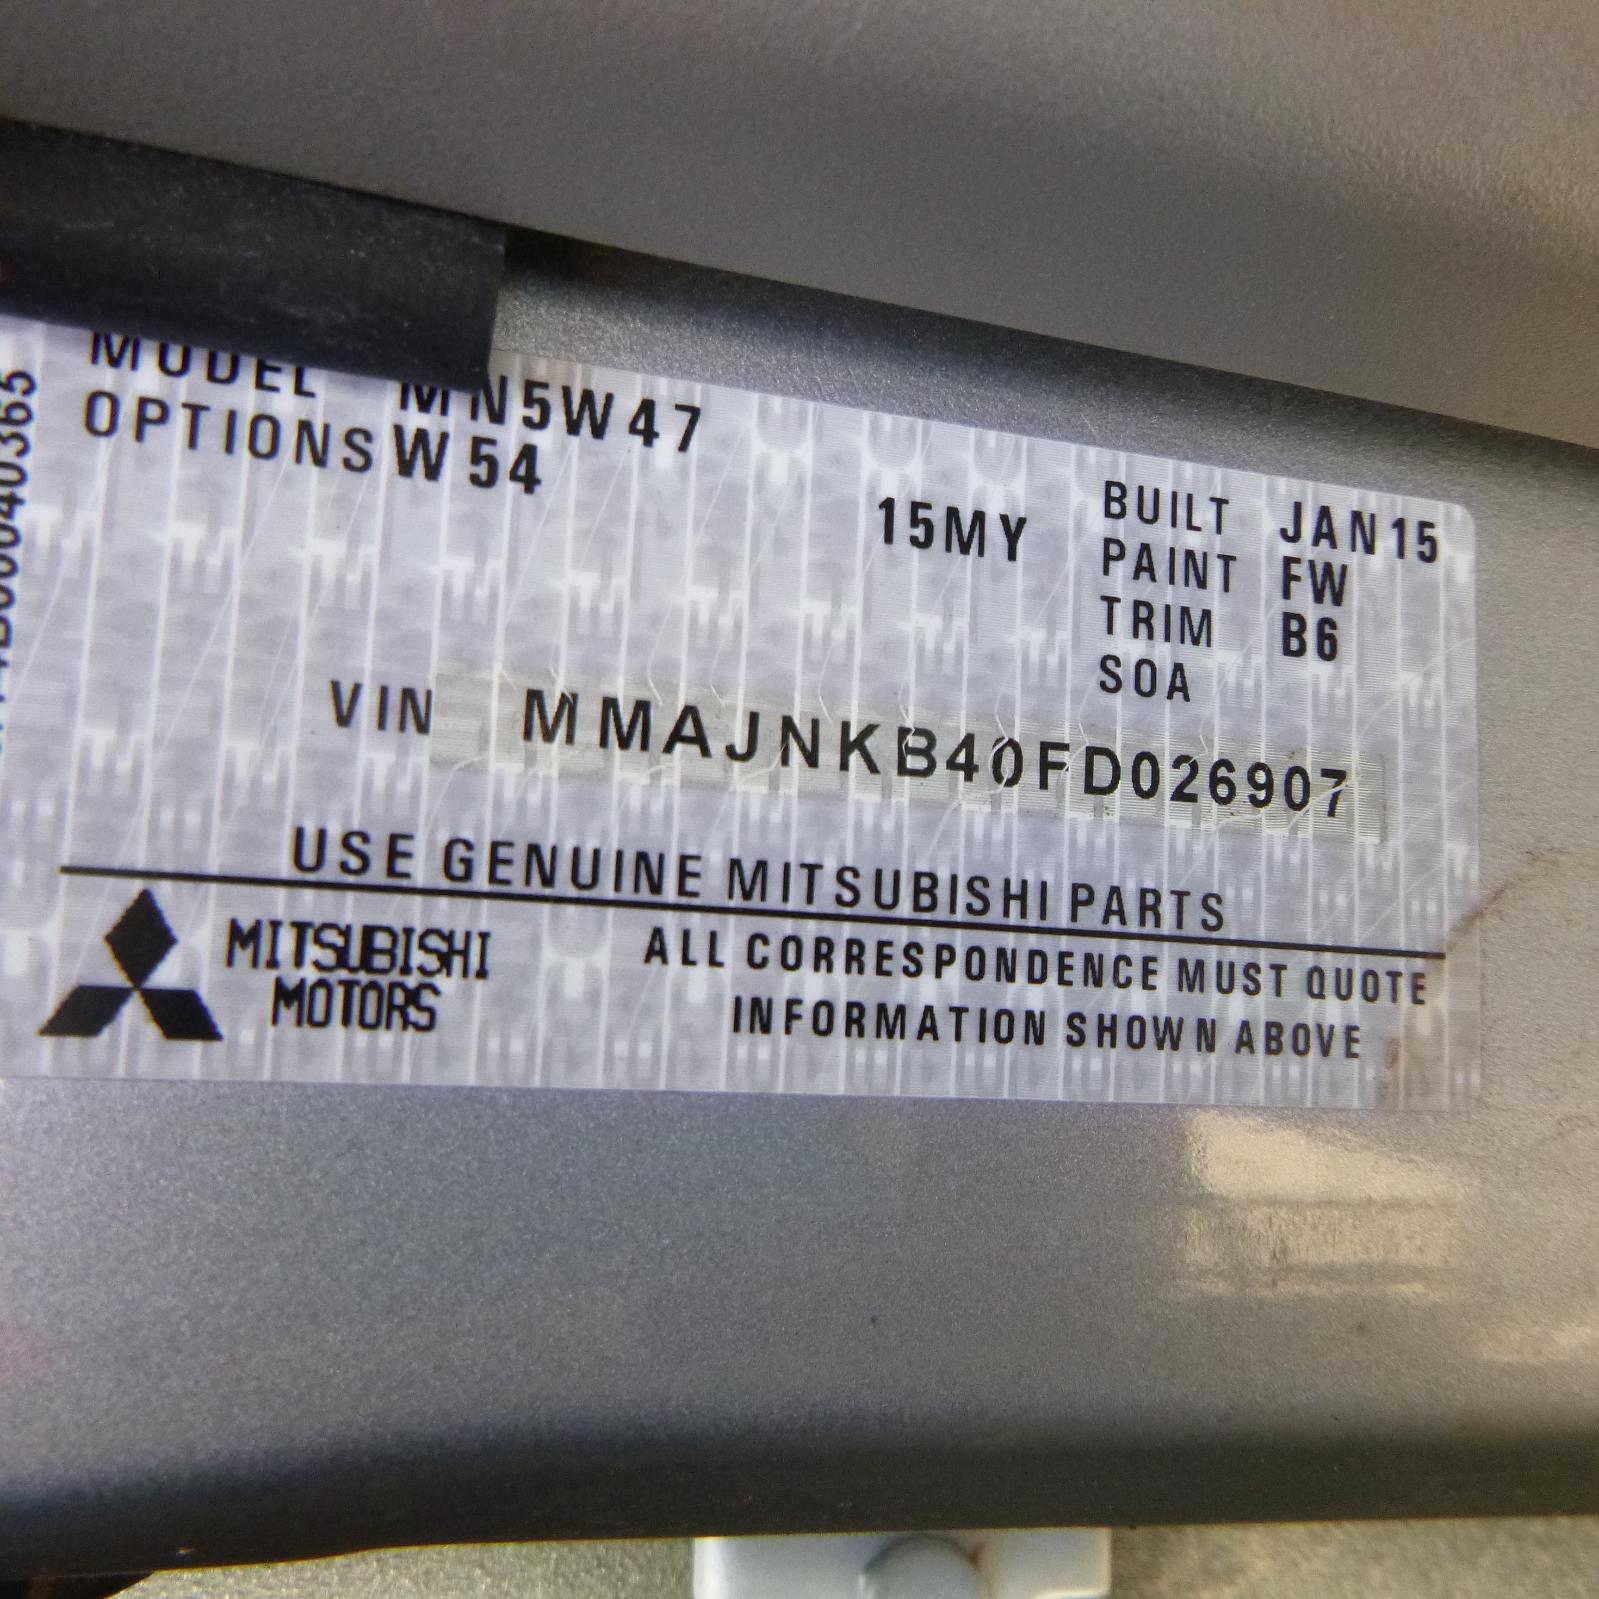 MODEL MN5W47
OPTIONS W54
15MY
BUILT JAN15
PAINT FW
TRIM B6
SOA
VIN MMAJNKB40FD026907
USE GENUINE MITSUBISHI PARTS
MITSUBISHI
MOTORS
ALL CORRESPONDENCE MUST QUOTE
INFORMATION SHOWN ABOVE